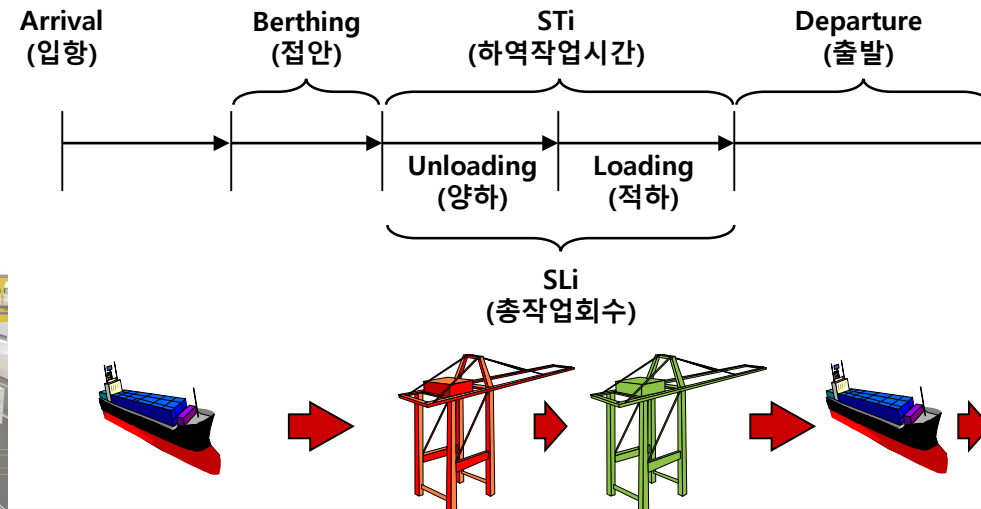 Arrival
(입항)
Berthing
(접안)
STi
(하역작업시간)
Departure
(출발)
Unloading
(양하)
Loading
(적하)
SLi
(총작업회수)